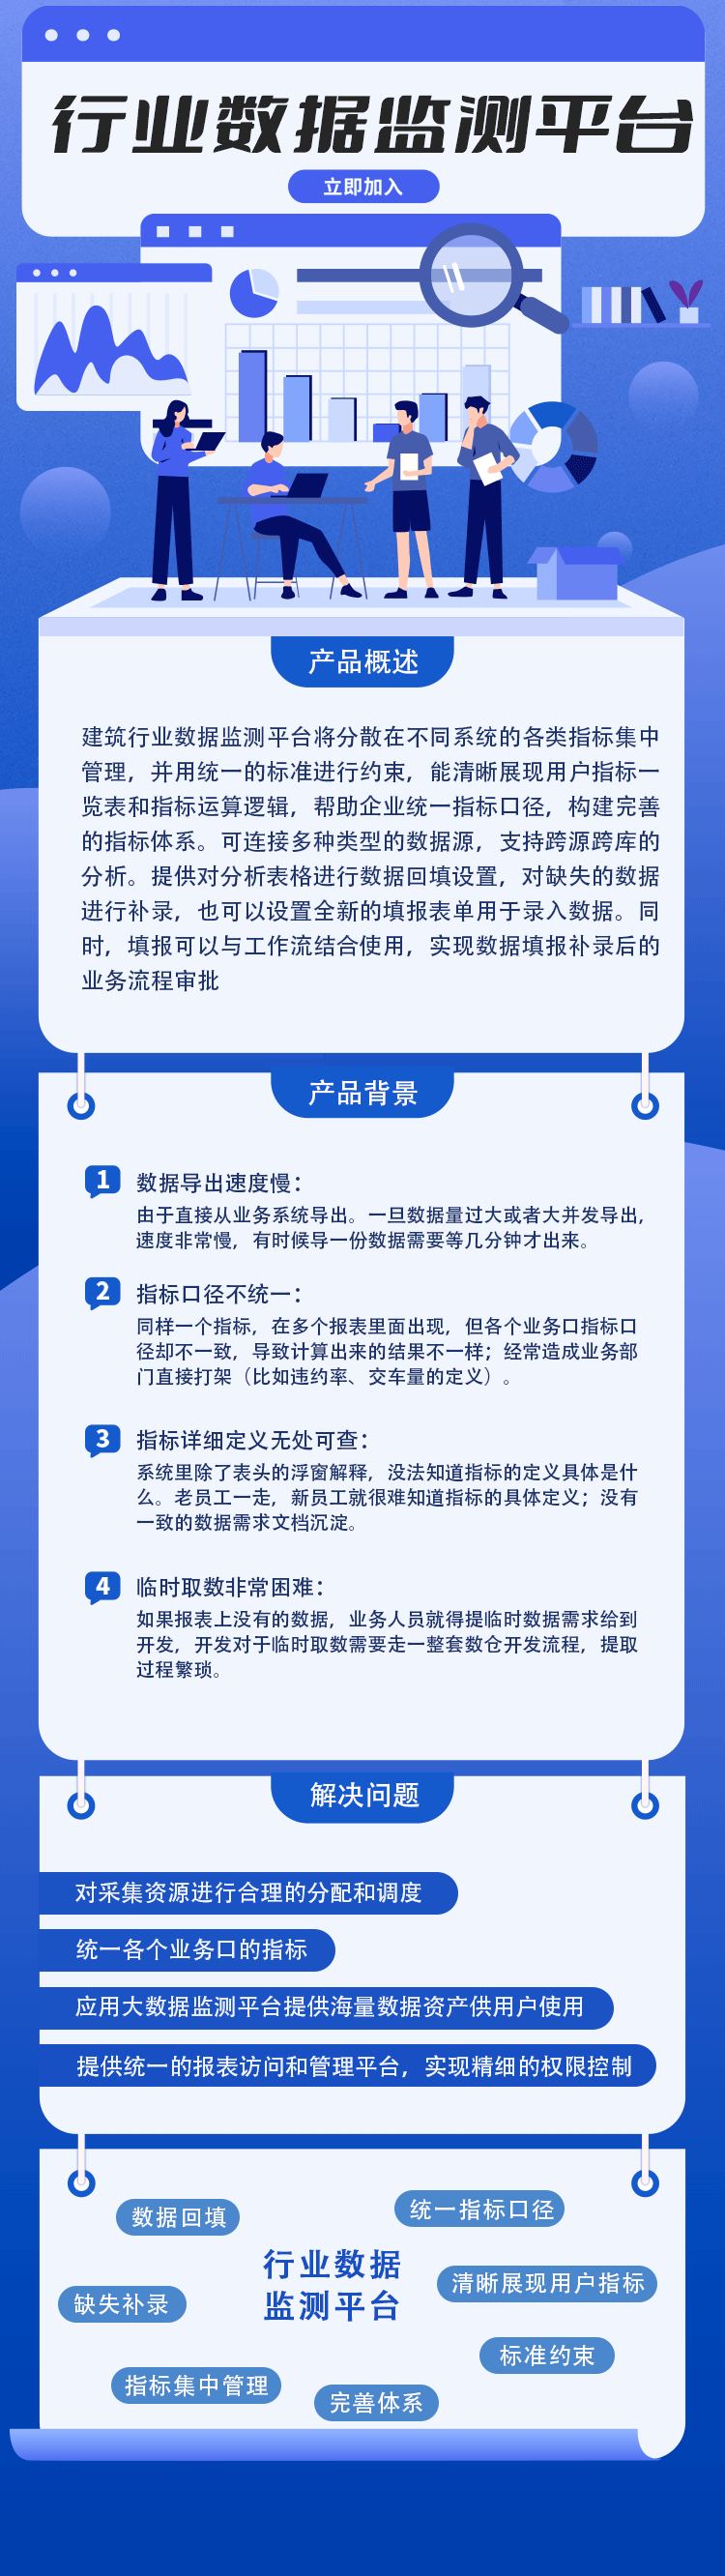 行业数据监测平台
立即加入
产品概述
建筑行业数据监测平台将分散在不同系统的各类指标集中
管理，并用统一的标准进行约束，能清晰展现用户指标一
览表和指标运算逻辑，帮助企业统一指标口径，构建完善
的指标体系。可连接多种类型的数据源，支持跨源跨库的
分析。提供对分析表格进行数据回填设置，对缺失的数据
进行补录，也可以设置全新的填报表单用于录入数据。同
时，填报可以与工作流结合使用，实现数据填报补录后的
业务流程审批
产品背景
1 数据导出速度慢：
由于直接从业务系统导出。一旦数据量过大或者大并发导出，
速度非常慢，有时候导一份数据需要等几分钟才出来。
2 指标口径不统一：
同样一个指标，在多个报表里面出现，但各个业务口指标口
径却不一致，导致计算出来的结果不一样；经常造成业务部
门直接打架（比如违约率、交车量的定义）。
3 指标详细定义无处可查：
系统里除了表头的浮窗解释，没法知道指标的定义具体是什
么。老员工一走，新员工就很难知道指标的具体定义；没有
一致的数据需求文档沉淀。
4 临时取数非常困难：
如果报表上没有的数据，业务人员就得提临时数据需求给到
开发，开发对于临时取数需要走一整套数仓开发流程，提取
过程繁琐。
解决问题
对采集资源进行合理的分配和调度
统一各个业务口的指标
应用大数据监测平台提供海量数据资产供用户使用
提供统一的报表访问和管理平台，实现精细的权限控制
统一指标口径
数据回填
行业数据
监测平台
清晰展现用户指标
缺失补录
标准约束
指标集中管理
完善体系